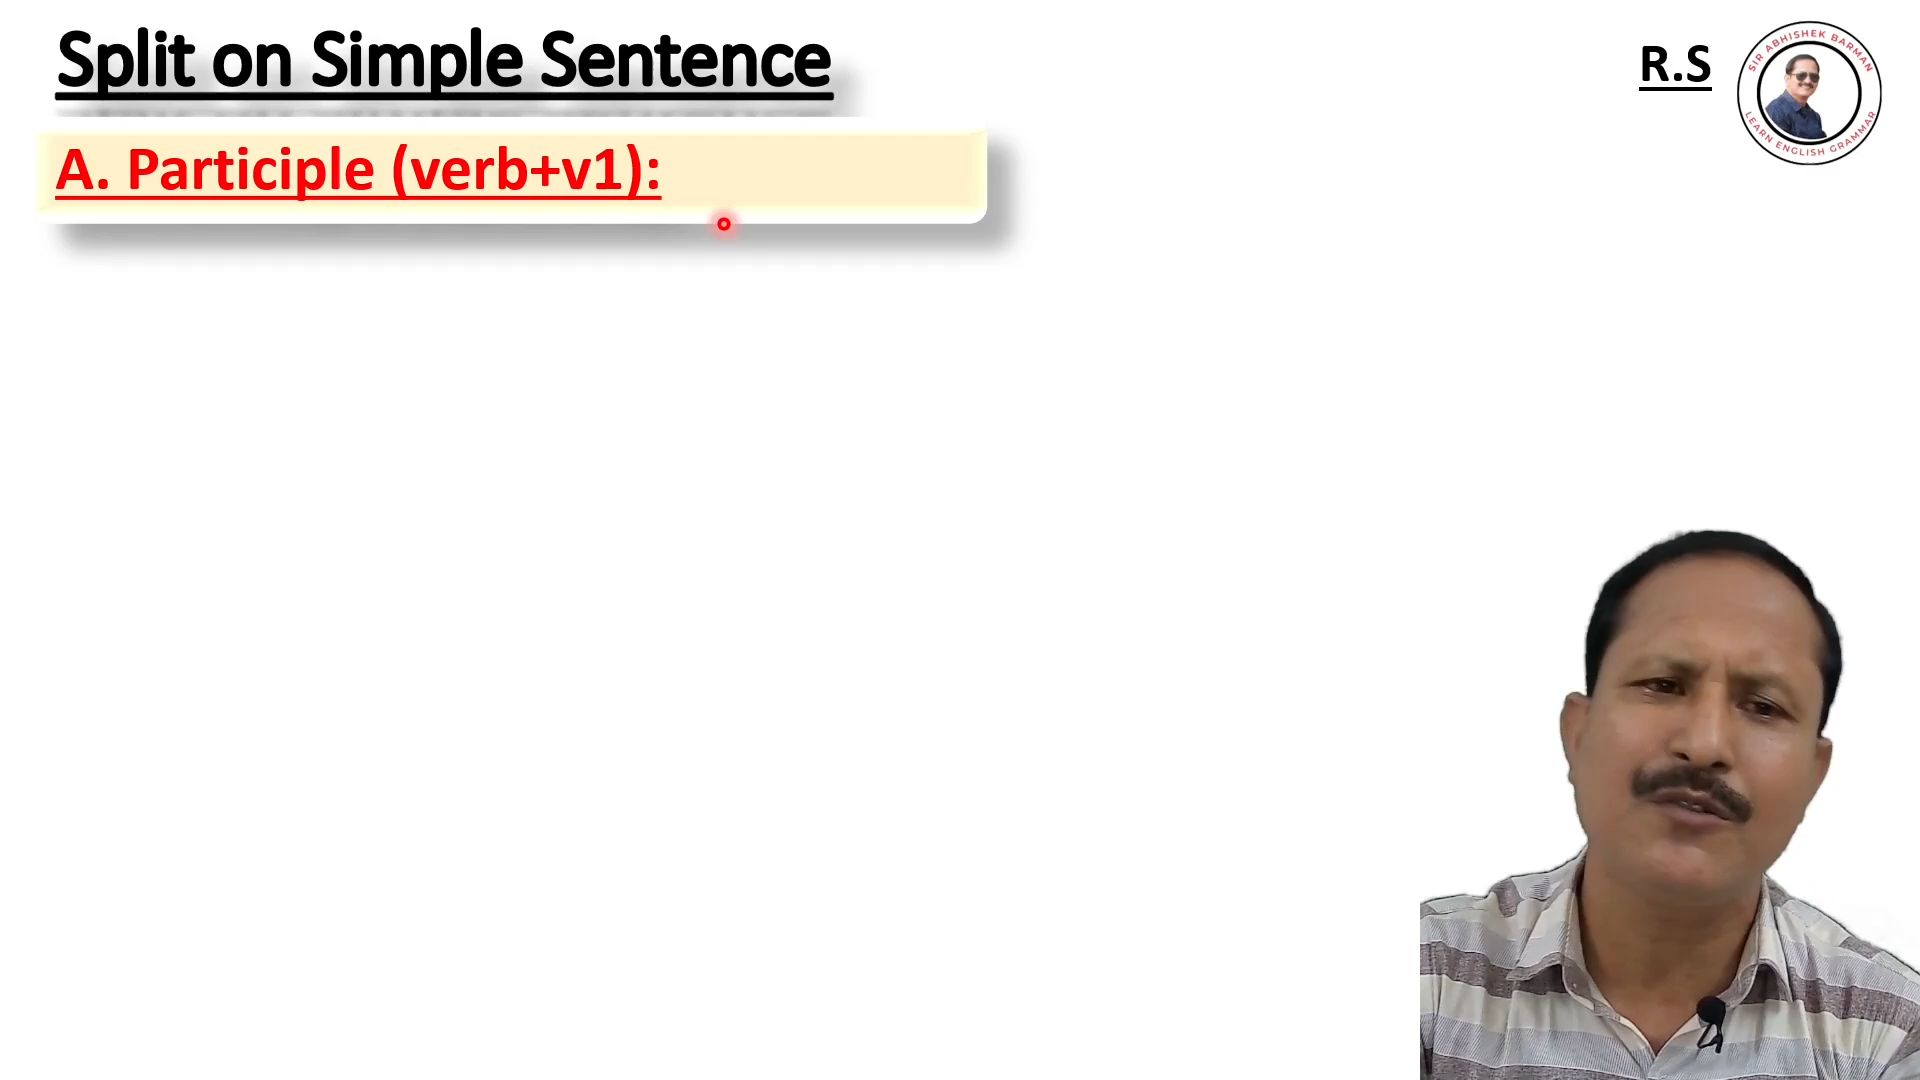 Split on Simple Sentence
R.S
SIR ABHISHEK BARMAN
LEARN ENGLISH GRAMMAR
A. Participle (verb+v1):